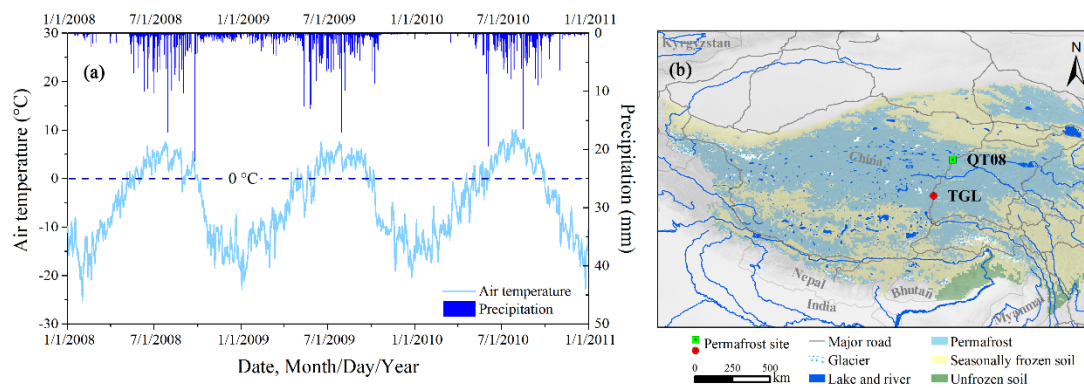 1/1/2008 7/1/2008 1/1/2009 7/1/2009 1/1/2010 7/1/2010 1/1/2011
30
20
10
0
-10
-20
-30
Air temperature (°C)
(a)
0 °C
Air temperature
Precipitation
0
10
20
30
40
50
Precipitation (mm)
1/1/2008 7/1/2008 1/1/2009 7/1/2009 1/1/2010 7/1/2010 1/1/2011
Date, Month/Day/Year
Kyrgyzstan
(b)
N
China
QT08
TGL
Nepal
Bhutan
India
Myanmar
Permafrost site
Major road
Permafrost
Glacier
Seasonally frozen soil
0 250 500
km
Lake and river
Unfrozen soil